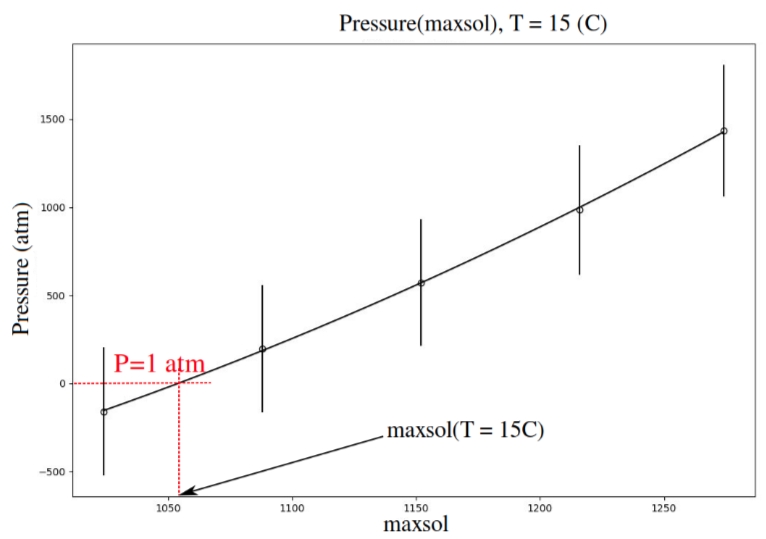 Pressure(maxsol), T = 15 (C)
1500
1000
500
0
−500
Pressure (atm)
P=1 atm
maxsol(T = 15C)
1050
1100
1150
1200
1250
maxsol